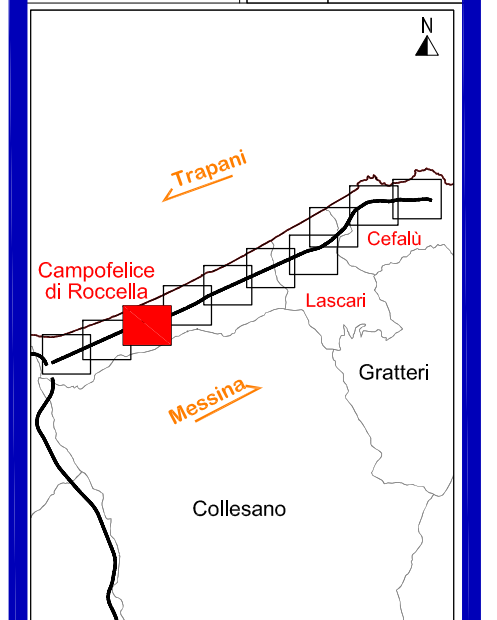 N
Trapani
Cefalù
Campofelice
di Roccella
Lascari
Gratteri
Messina
Collesano